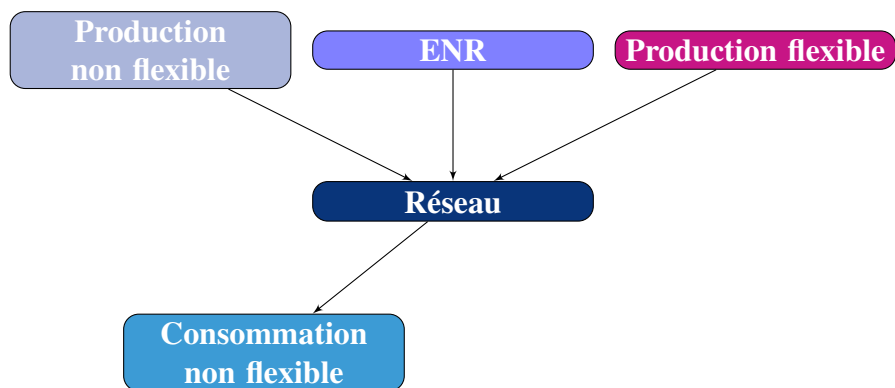 Production
non flexible
ENR
Production flexible
Réseau
Consommation
non flexible